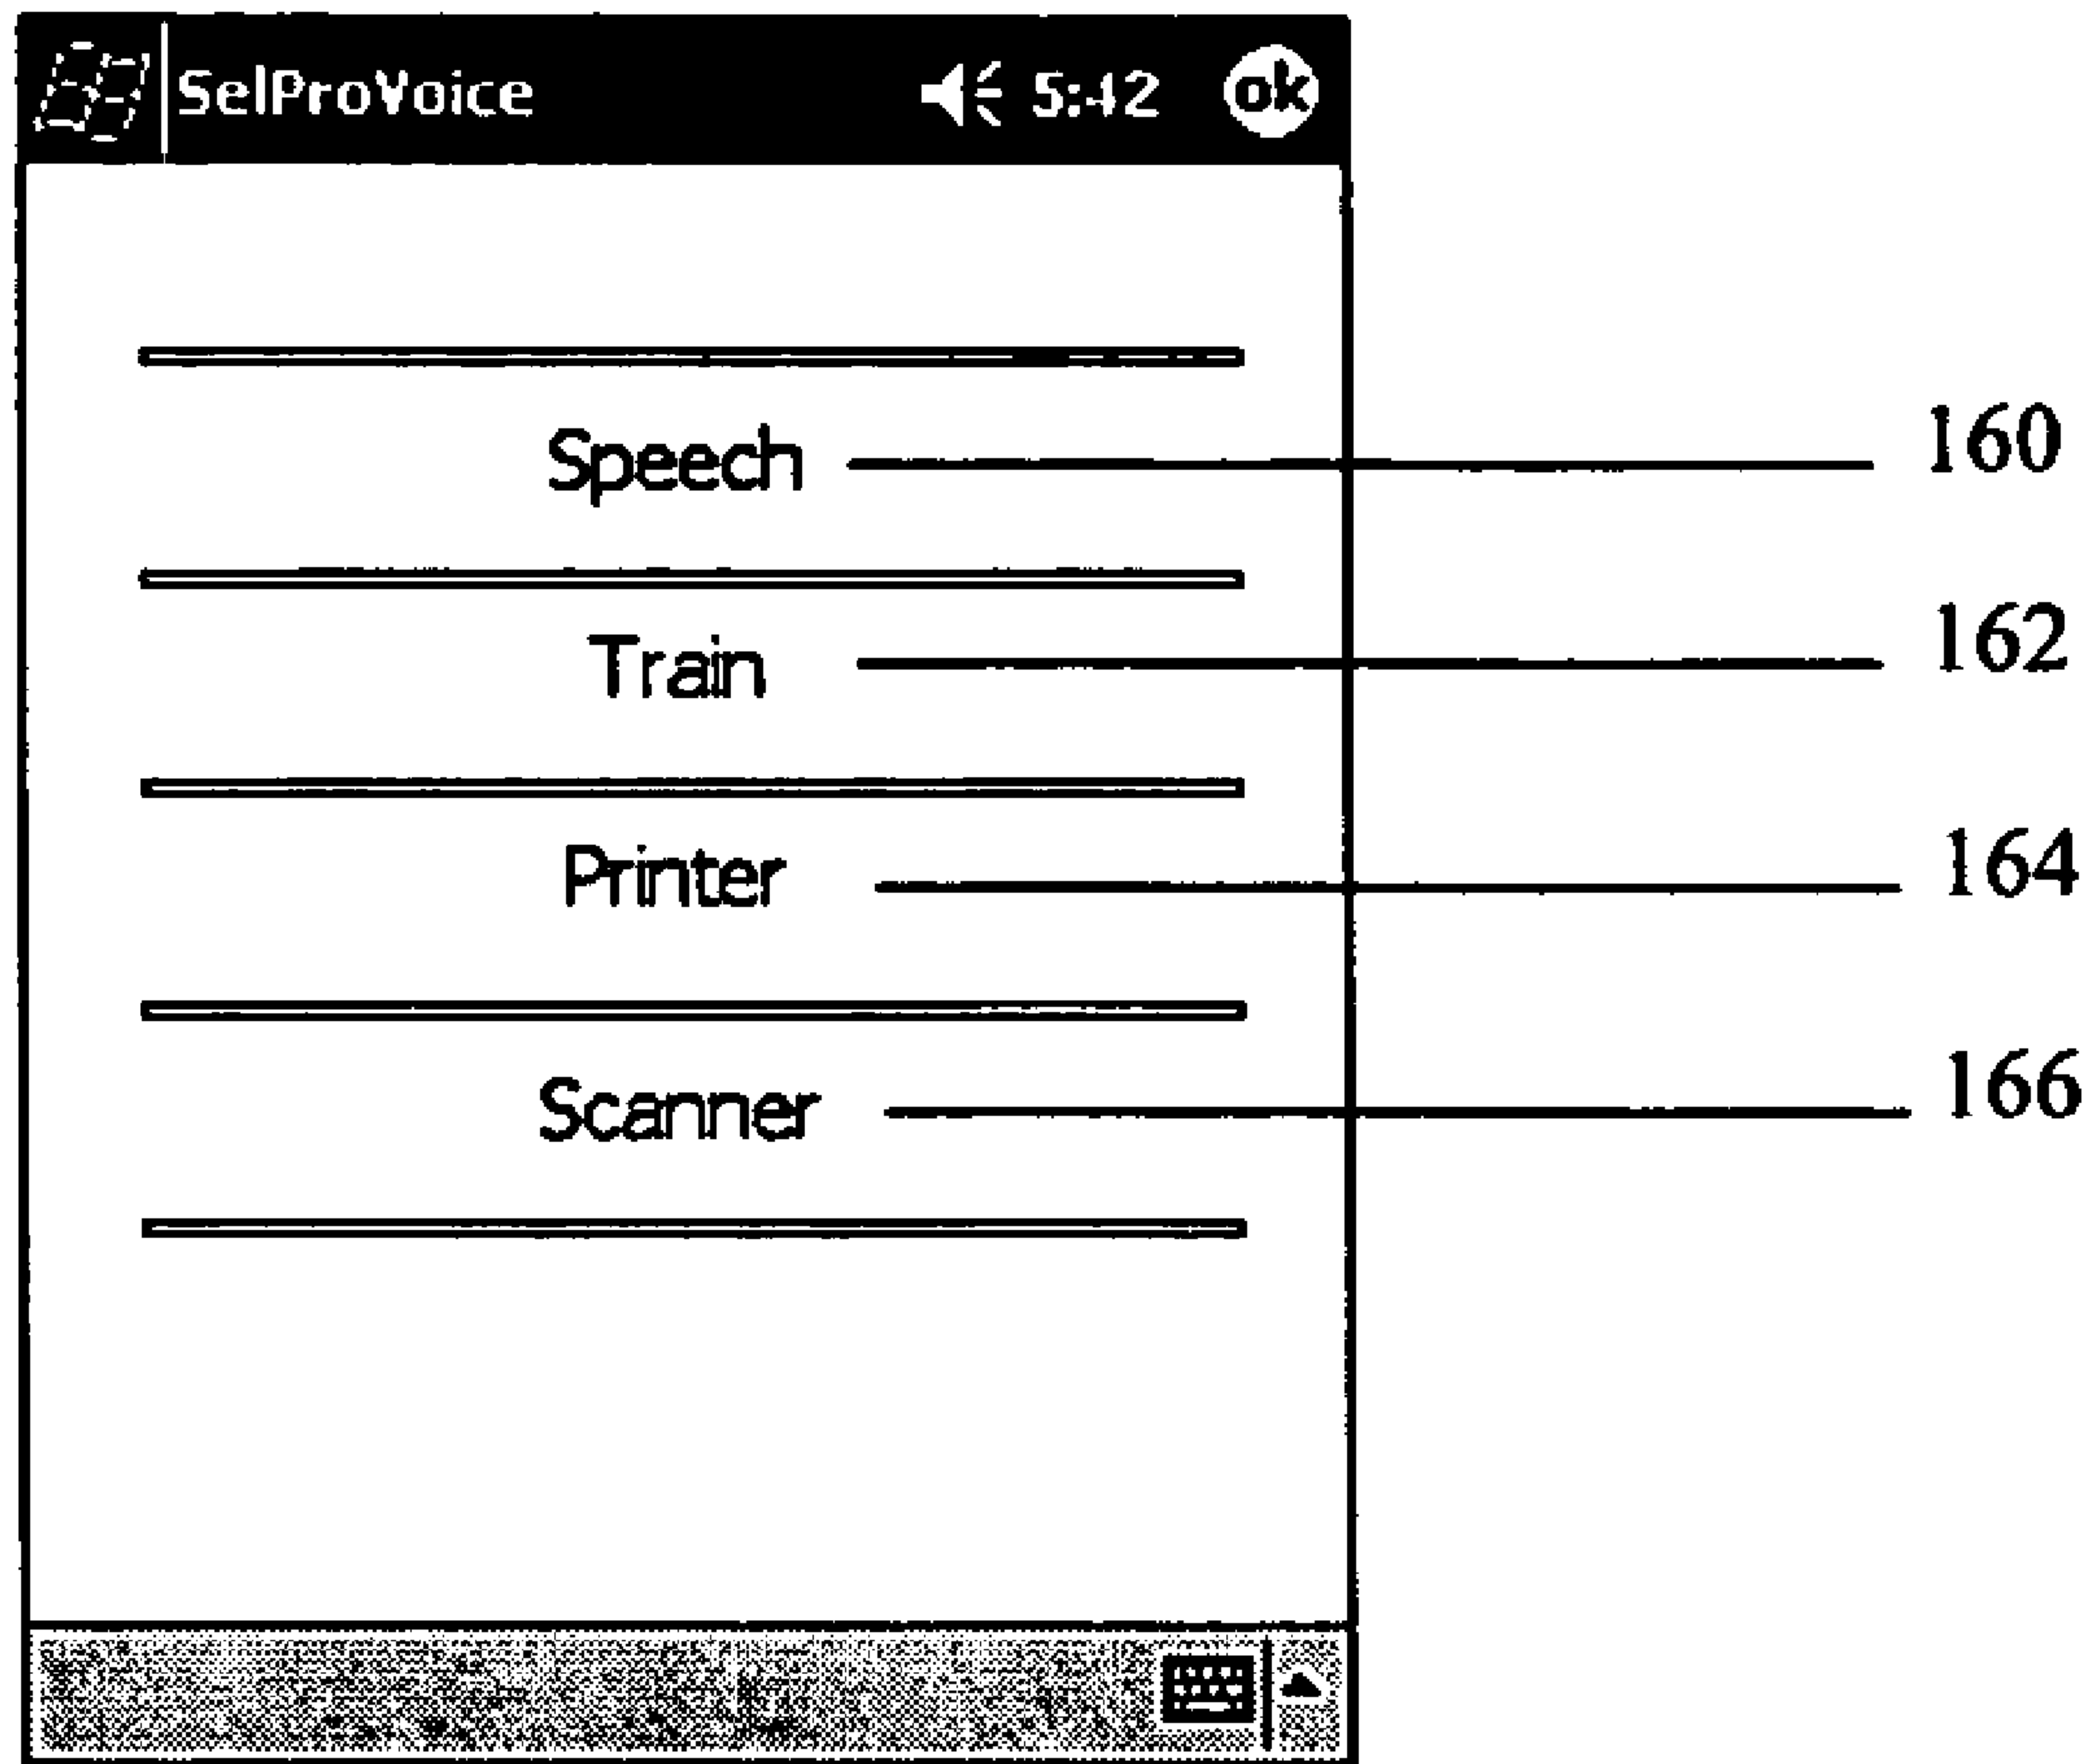 SelProVoice 5:42 ok
Speech 160
Train 162
Printer 164
Scanner 166